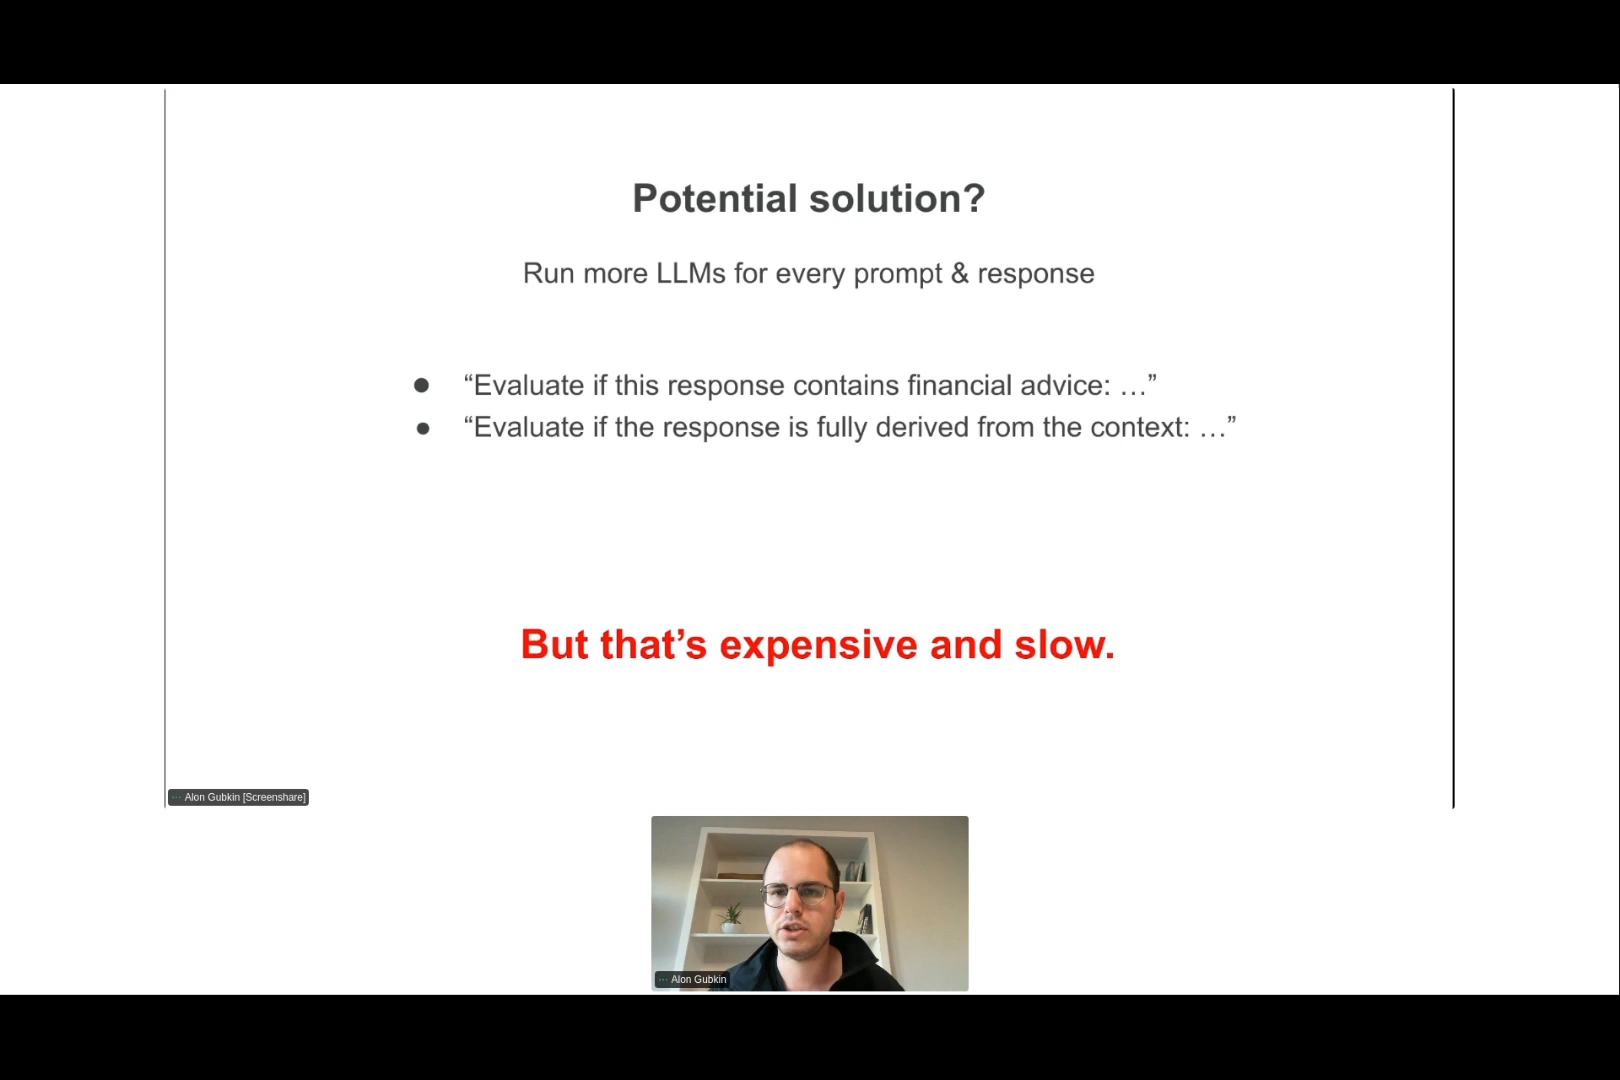 Potential solution?
Run more LLMs for every prompt & response
● “Evaluate if this response contains financial advice: …”
● “Evaluate if the response is fully derived from the context: …”
But that’s expensive and slow.
Alon Gubkin [Screenshare]
Alon Gubkin